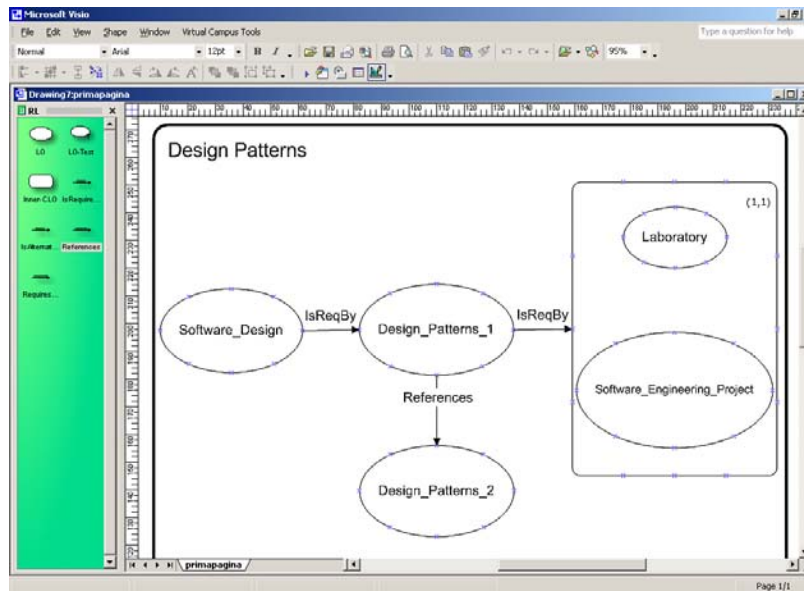 Microsoft Visio
File Edit View Shape Window Virtual Campus Tools
Type a question for help
Normal Arial 12pt B I 95%
Drawing7:primapagina
RL X
LO LO-Test
Inner-CLO IsRequire...
IsAlternat... References
Requires...
Design Patterns
(1,1)
Laboratory
IsReqBy IsReqBy
Software_Design Design_Patterns_1
Software_Engineering_Project
References
Design_Patterns_2
primapagina
Page 1/1